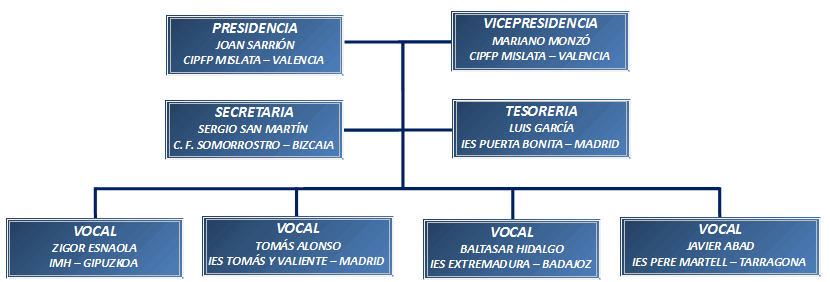 PRESIDENCIA
JOAN SARRIÓN
CIPFP MISLATA – VALENCIA
VICEPRESIDENCIA
MARIANO MONZÓ
CIPFP MISLATA – VALENCIA
SECRETARIA
SERGIO SAN MARTÍN
C. F. SOMORROSTRO – BIZCAIA
TESORERIA
LUIS GARCÍA
IES PUERTA BONITA – MADRID
VOCAL
ZIGOR ESNAOLA
IMH – GIPUZKOA
VOCAL
TOMÁS ALONSO
IES TOMÁS Y VALIENTE – MADRID
VOCAL
BALTASAR HIDALGO
IES EXTREMADURA – BADAJOZ
VOCAL
JAVIER ABAD
IES PERE MARTELL – TARRAGONA